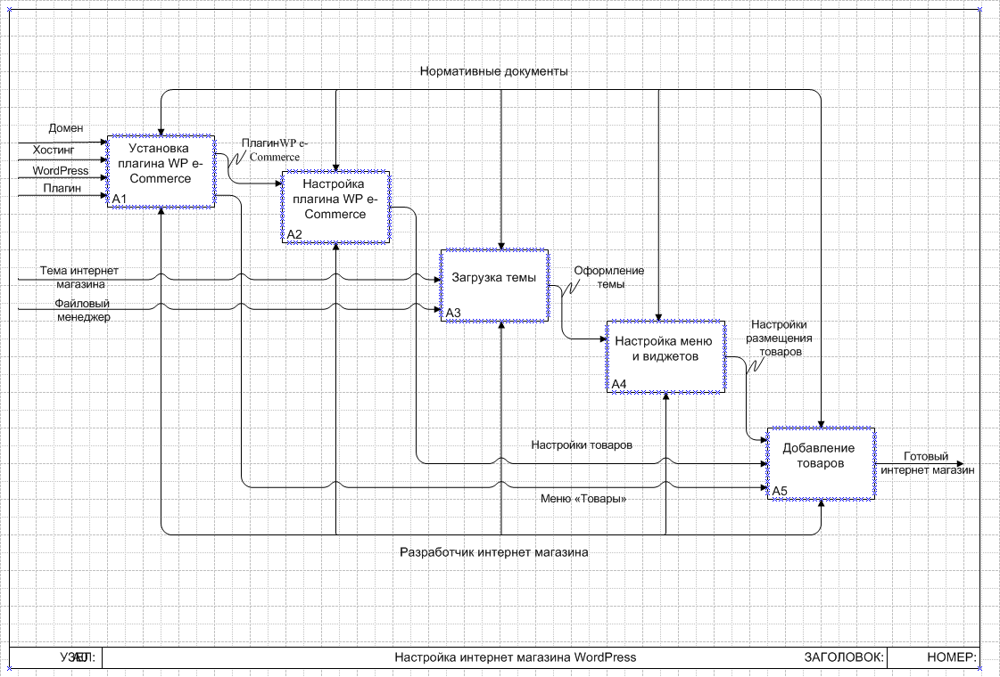 Нормативные документы
Домен
Хостинг
WordPress
Плагин
Установка
плагина WP e-
Commerce
A1
ПлагинWP e-
Commerce
Настройка
плагина WP e-
Commerce
A2
Тема интернет
магазина
Файловый
менеджер
Загрузка темы
A3
Оформление
темы
Настройка меню
и виджетов
A4
Настройки
размещения
товаров
Настройки товаров
Добавление
товаров
A5
Готовый
интернет магазин
Меню «Товары»
Разработчик интернет магазина
Настройка интернет магазина WordPress
ЗАГОЛОВОК:
НОМЕР: